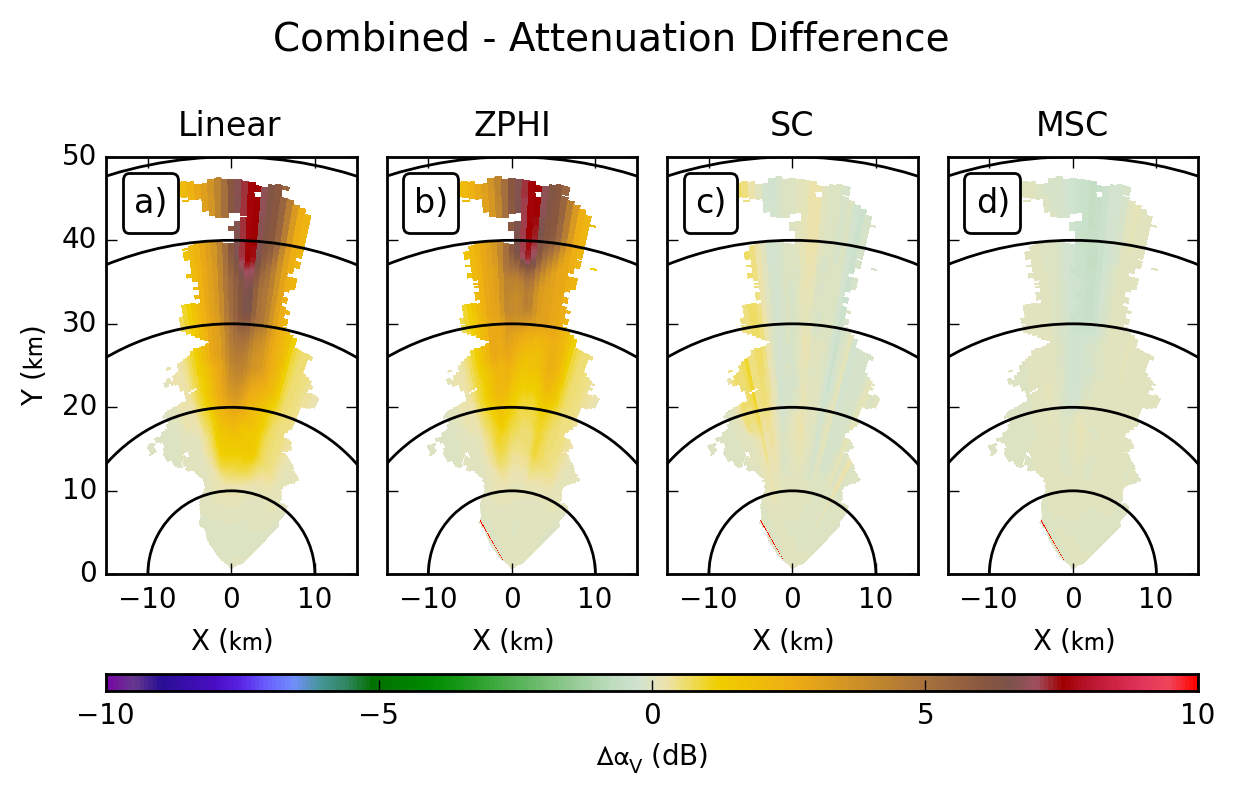 Combined - Attenuation Difference
Linear ZPHI SC MSC
a) b) c) d)
50
40
30
20
10
0
Y (km)
−10 0 10 −10 0 10 −10 0 10 −10 0 10
X (km) X (km) X (km) X (km)
−10 −5 0 5 10
Δα_V (dB)